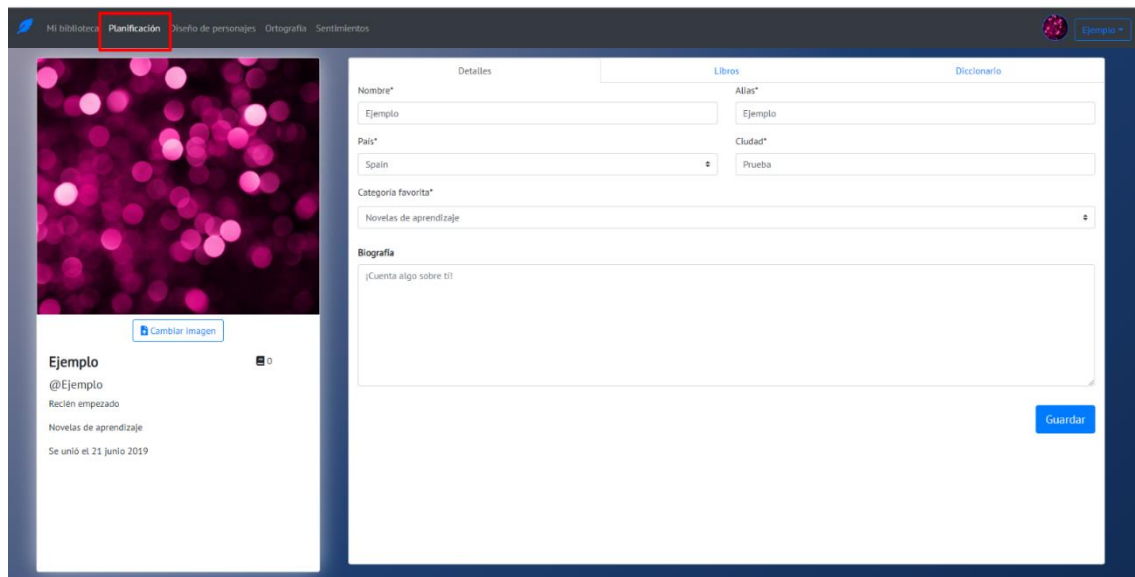 Mi biblioteca Planificación Diseño de personajes Ortografía Sentimientos Ejemplo
Detalles Libros Diccionario
Nombre* Alias*
Ejemplo Ejemplo
País* Ciudad*
Spain Prueba
Categoría favorita*
Novelas de aprendizaje
Biografía
¡Cuenta algo sobre ti!
Guardar
Cambiar imagen
Ejemplo 0
@Ejemplo
Recién empezado
Novelas de aprendizaje
Se unió el 21 junio 2019